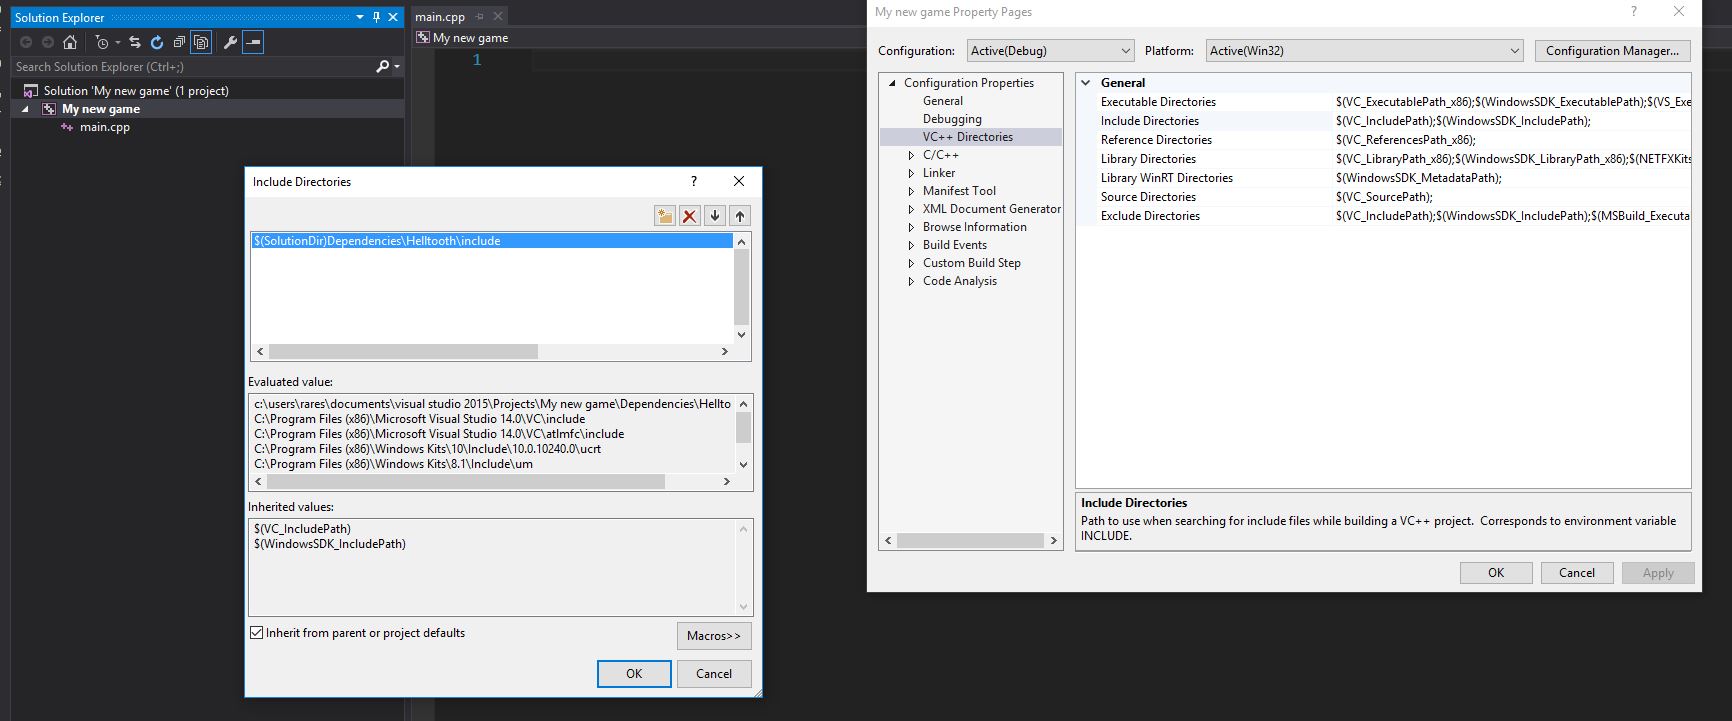 Solution Explorer
Search Solution Explorer (Ctrl+;)
Solution 'My new game' (1 project)
My new game
main.cpp
main.cpp
My new game
1
Include Directories
?
$(SolutionDir)Dependencies\Helltooth\include
Evaluated value:
c:\users\rares\documents\visual studio 2015\Projects\My new game\Dependencies\Hellto
C:\Program Files (x86)\Microsoft Visual Studio 14.0\VC\include
C:\Program Files (x86)\Microsoft Visual Studio 14.0\VC\atlmfc\include
C:\Program Files (x86)\Windows Kits\10\Include\10.0.10240.0\ucrt
C:\Program Files (x86)\Windows Kits\8.1\Include\um
Inherited values:
$(VC_IncludePath)
$(WindowsSDK_IncludePath)
Inherit from parent or project defaults
Macros>>
OK
Cancel
My new game Property Pages
?
Configuration:
Active(Debug)
Platform:
Active(Win32)
Configuration Manager...
Configuration Properties
General
Debugging
VC++ Directories
C/C++
Linker
Manifest Tool
XML Document Generator
Browse Information
Build Events
Custom Build Step
Code Analysis
General
Executable Directories $(VC_ExecutablePath_x86);$(WindowsSDK_ExecutablePath);$(VS_Exe
Include Directories $(VC_IncludePath);$(WindowsSDK_IncludePath);
Reference Directories $(VC_ReferencesPath_x86);
Library Directories $(VC_LibraryPath_x86);$(WindowsSDK_LibraryPath_x86);$(NETFXKits
Library WinRT Directories $(WindowsSDK_MetadataPath);
Source Directories $(VC_SourcePath);
Exclude Directories $(VC_IncludePath);$(WindowsSDK_IncludePath);$(MSBuild_Executa
Include Directories
Path to use when searching for include files while building a VC++ project.  Corresponds to environment variable
INCLUDE.
OK
Cancel
Apply